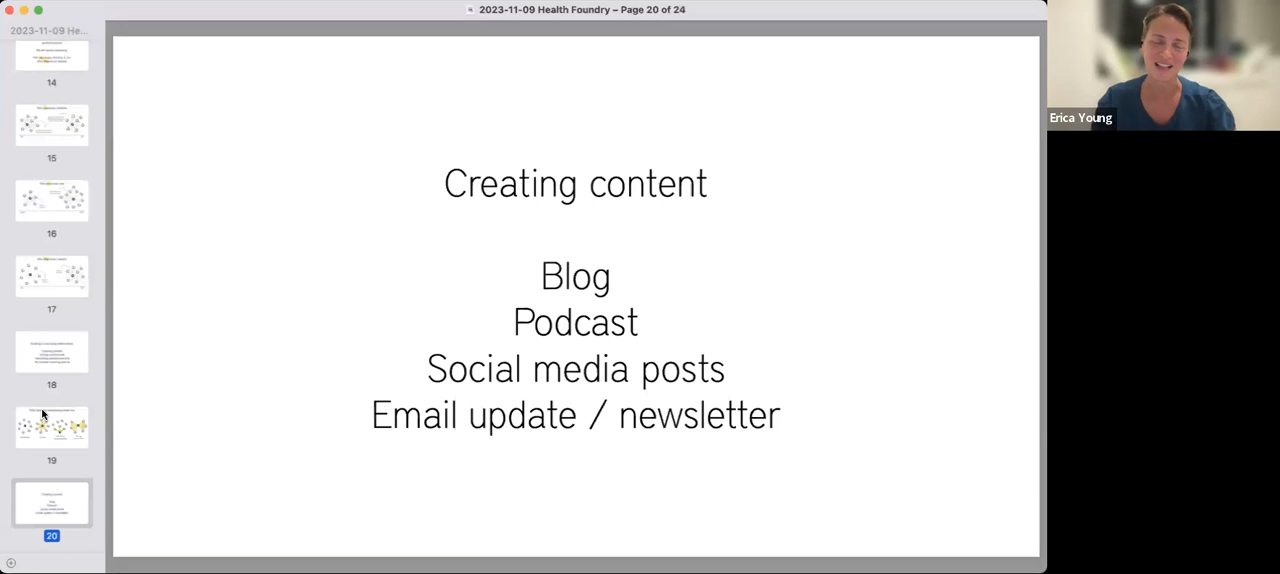 2023-11-09 Health Foundry – Page 20 of 24
2023-11-09 He...
14
15
16
17
18
19
20
Creating content
Blog
Podcast
Social media posts
Email update / newsletter
Erica Young